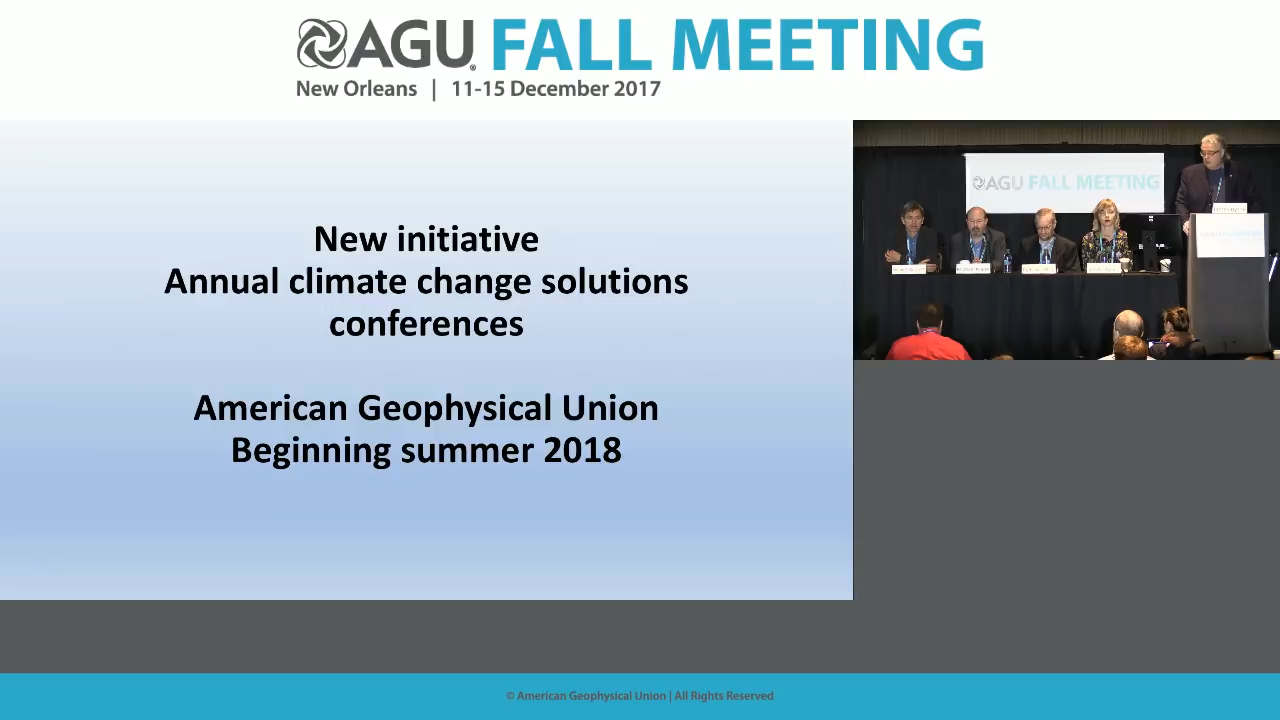 AGU FALL MEETING
New Orleans | 11-15 December 2017
New initiative
Annual climate change solutions
conferences
American Geophysical Union
Beginning summer 2018
AGU FALL MEETING
© American Geophysical Union | All Rights Reserved